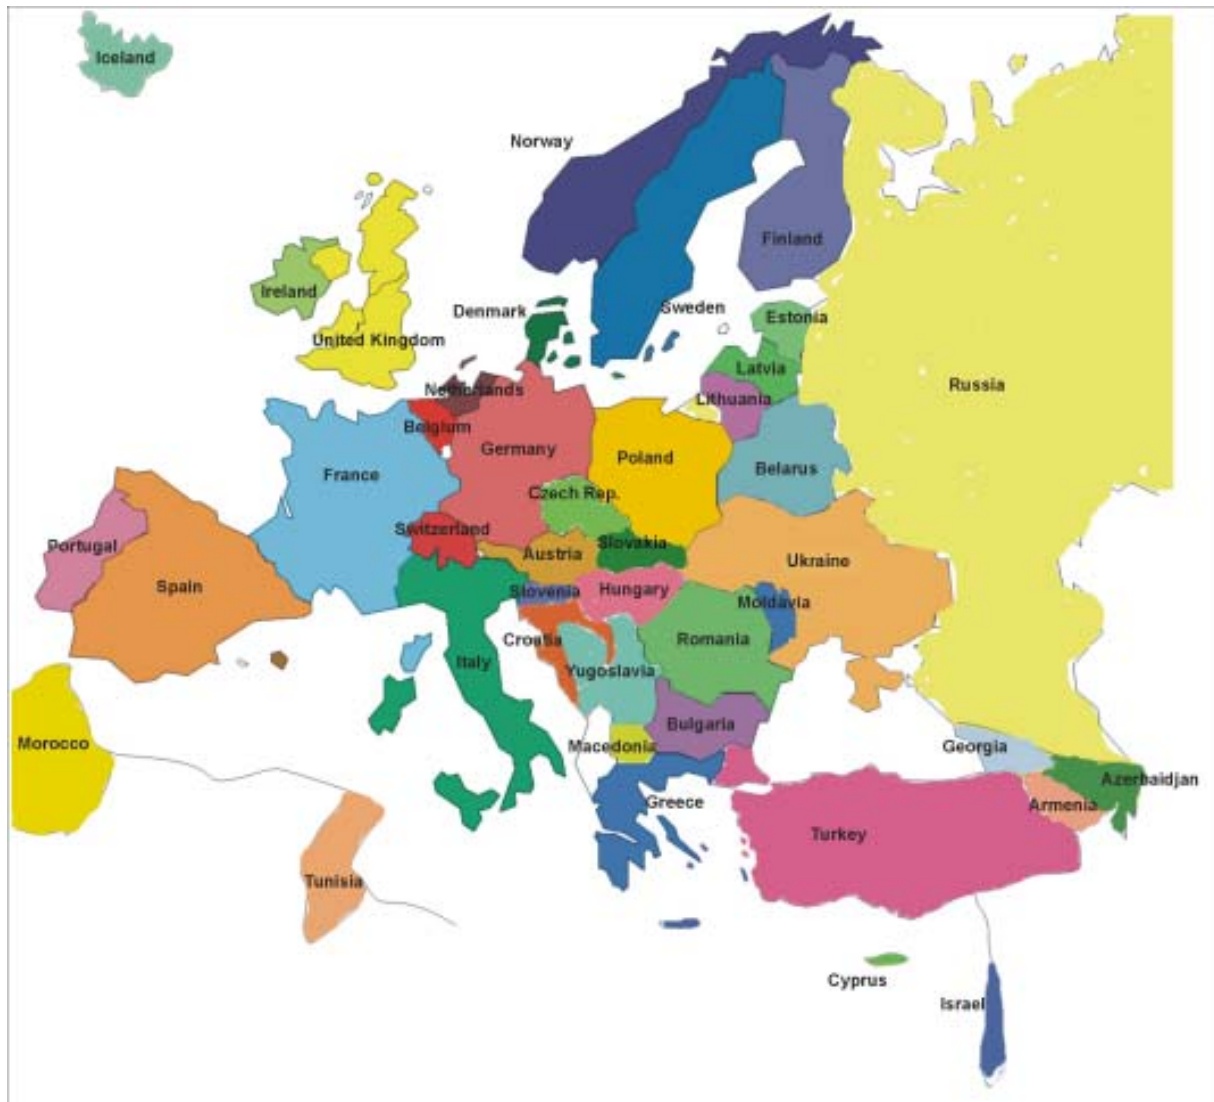 Iceland
Norway
Finland
Ireland
Denmark
Sweden
Estonia
United Kingdom
Latvia
Russia
Netherlands
Lithuania
Belgium
Germany
Poland
Belarus
France
Czech Rep.
Switzerland
Slovakia
Portugal
Austria
Ukraine
Spain
Slovenia
Hungary
Moldavia
Croatia
Romania
Italy
Yugoslavia
Bulgaria
Morocco
Macedonia
Georgia
Azerbaidjan
Greece
Armenia
Turkey
Tunisia
Cyprus
Israel